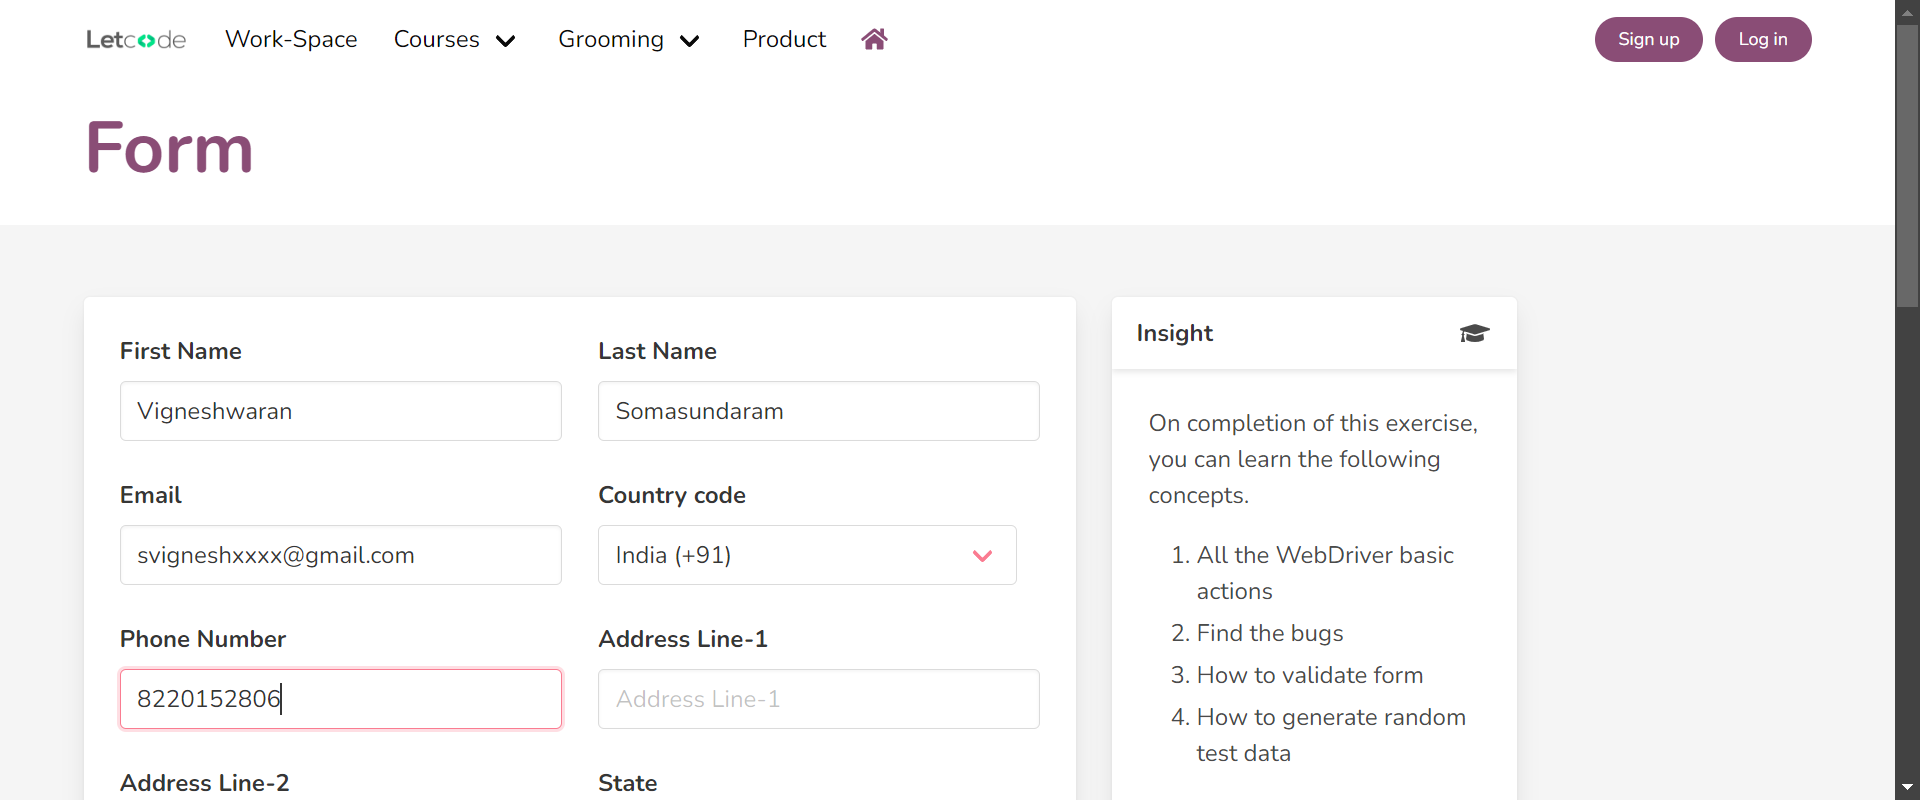 Letcode Work-Space Courses Grooming Product Sign up Log in
Form
First Name
Last Name
Vigneshwaran
Somasundaram
Email
Country code
svigneshxxxx@gmail.com
India (+91)
Phone Number
Address Line-1
8220152806
Address Line-1
Address Line-2
State
Insight
On completion of this exercise,
you can learn the following
concepts.
1. All the WebDriver basic
actions
2. Find the bugs
3. How to validate form
4. How to generate random
test data